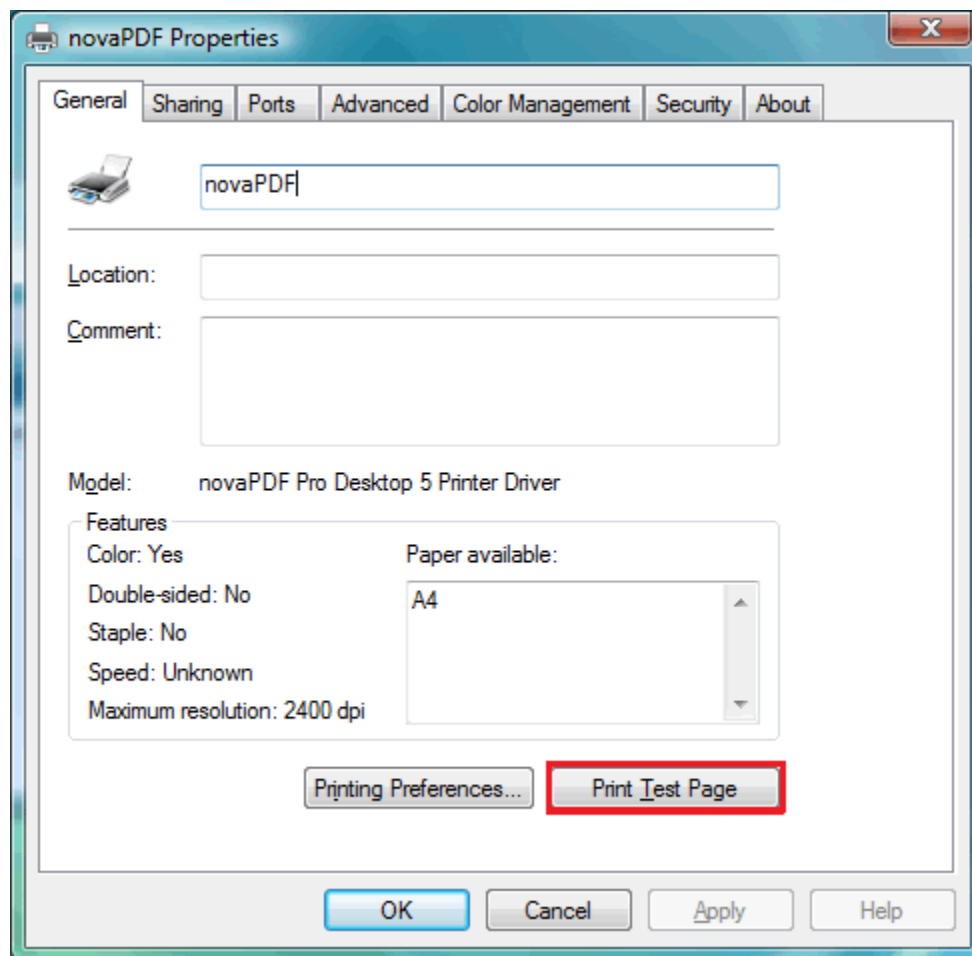 novaPDF Properties
General Sharing Ports Advanced Color Management Security About
novaPDF
Location:
Comment:
Model: novaPDF Pro Desktop 5 Printer Driver
Features
Color: Yes Paper available:
Double-sided: No A4
Staple: No
Speed: Unknown
Maximum resolution: 2400 dpi
Printing Preferences... Print Test Page
OK Cancel Apply Help